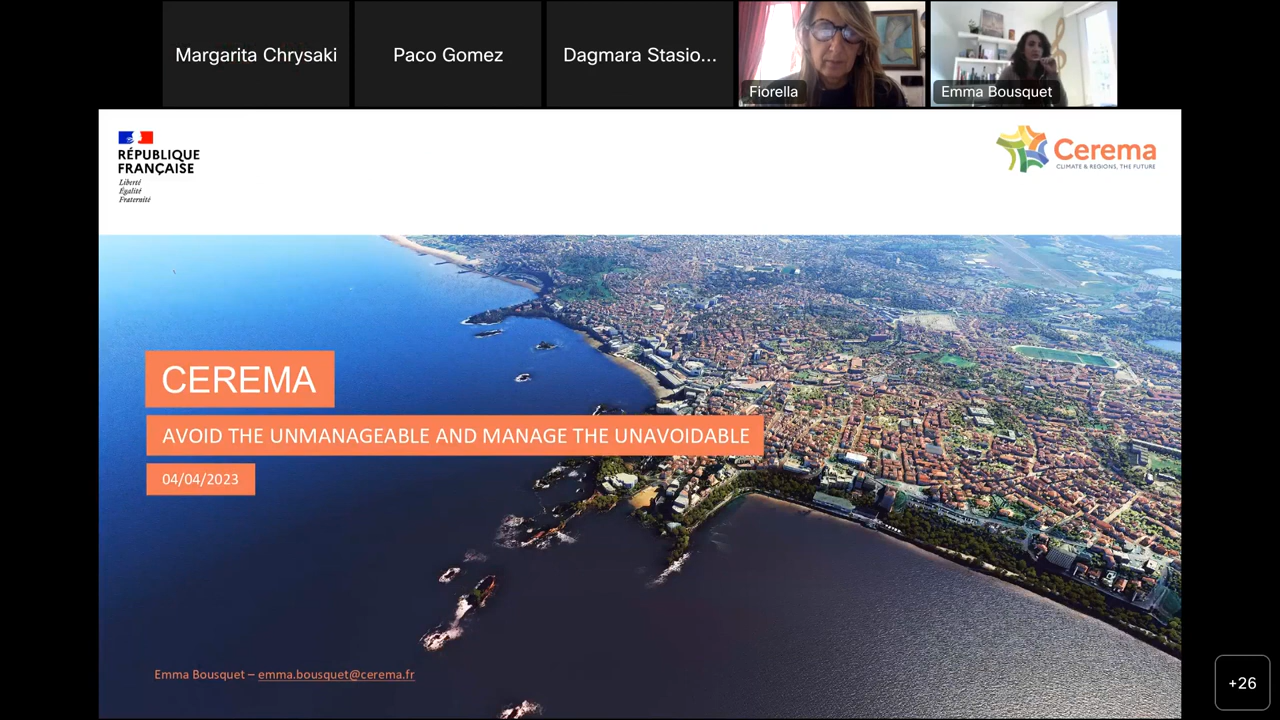 Margarita Chrysaki
Paco Gomez
Dagmara Stasio...
Fiorella
Emma Bousquet
RÉPUBLIQUE
FRANÇAISE
Liberté
Égalité
Fraternité
Cerema
CLIMATE & REGIONS, THE FUTURE
CEREMA
AVOID THE UNMANAGEABLE AND MANAGE THE UNAVOIDABLE
04/04/2023
Emma Bousquet – emma.bousquet@cerema.fr
+26